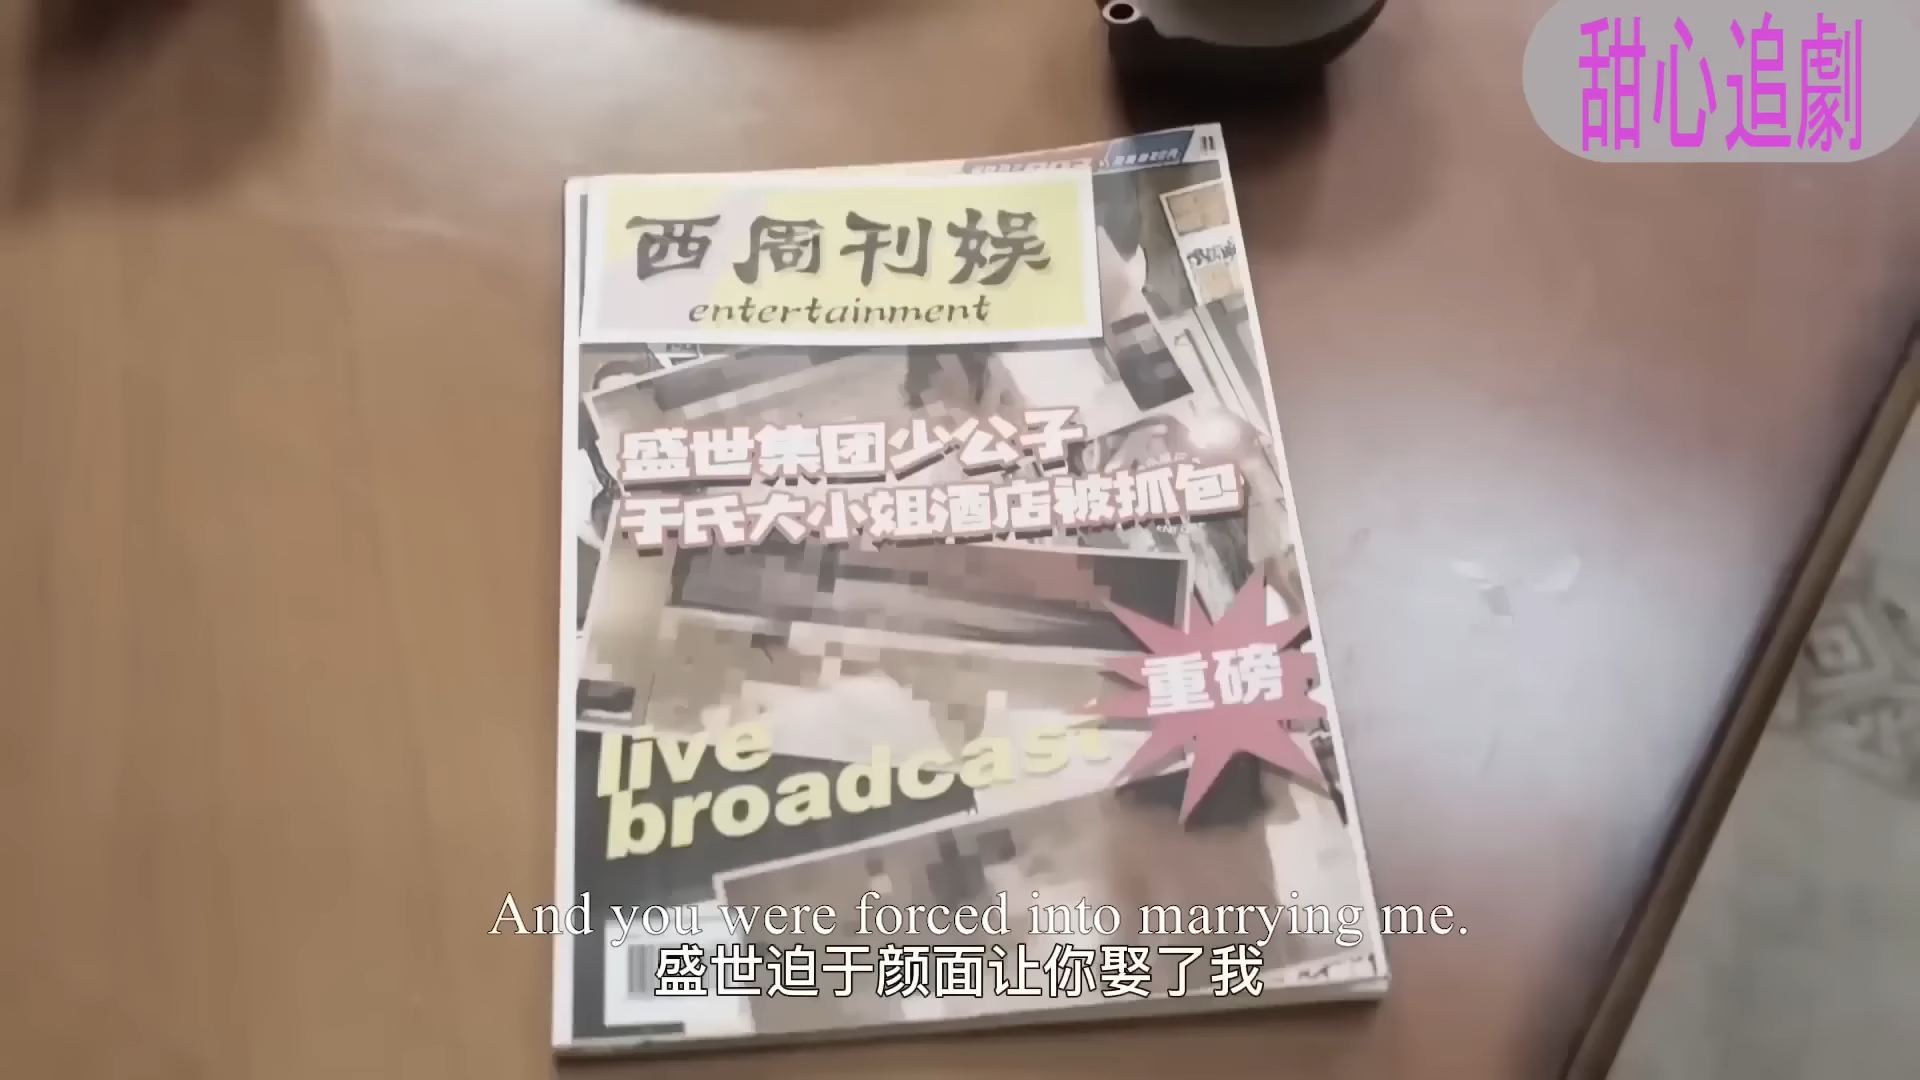 甜心追劇
西周刊娱
entertainment
盛世集团少公子
于氏大小姐酒店被抓包
重磅
live
broadcast
And you were forced into marrying me.
盛世迫于颜面让你娶了我